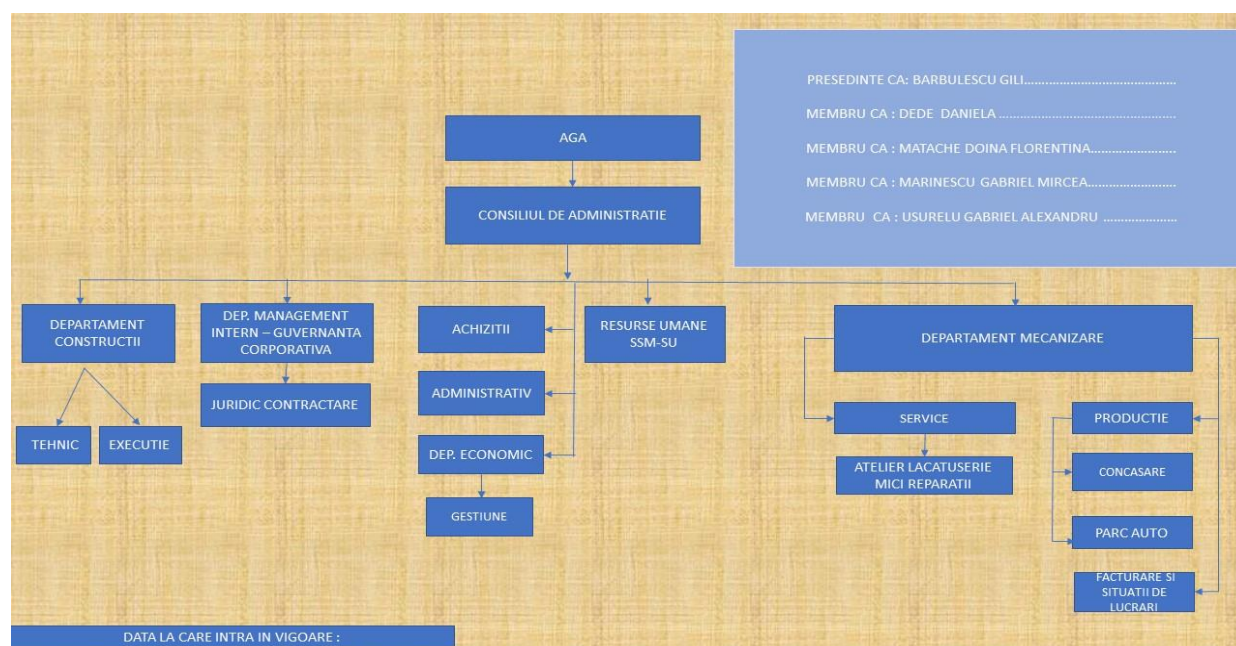 PRESEDINTE CA: BARBULESCU GILI............................................
MEMBRU CA : DEDE DANIELA ...................................................
MEMBRU CA : MATACHE DOINA FLORENTINA.........................
MEMBRU CA : MARINESCU GABRIEL MIRCEA..........................
MEMBRU CA : USURELU GABRIEL ALEXANDRU .....................
AGA
CONSILIUL DE ADMINISTRATIE
DEPARTAMENT
CONSTRUCTII
TEHNIC
EXECUTIE
DEP. MANAGEMENT
INTERN – GUVERNANTA
CORPORATIVA
JURIDIC CONTRACTARE
ACHIZITII
ADMINISTRATIV
DEP. ECONOMIC
GESTIUNE
RESURSE UMANE
SSM-SU
DEPARTAMENT MECANIZARE
SERVICE
ATELIER LACATUSERIE
MICI REPARATII
PRODUCTIE
CONCASARE
PARC AUTO
FACTURARE SI
SITUATII DE
LUCRARI
DATA LA CARE INTRA IN VIGOARE :